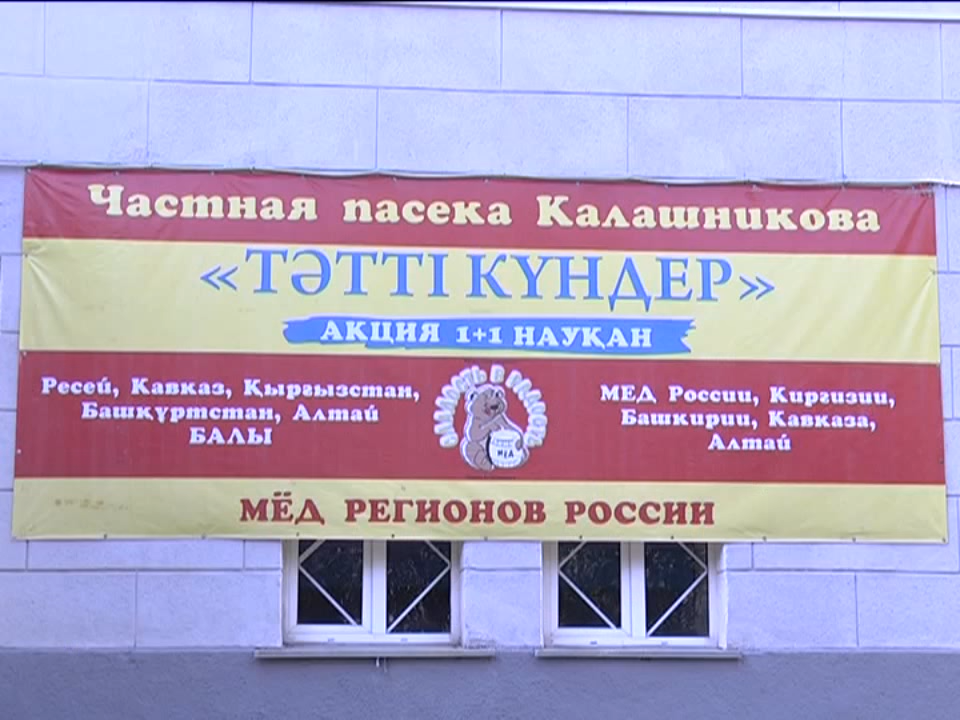 Частная пасека Калашникова
«ТӘТТІ КҮНДЕР»
АКЦИЯ 1+1 НАУҚАН
Ресей, Кавказ, Қырғызстан,
Башқұртстан, Алтай
БАЛЫ
МЕД
МЕД России, Киргизии,
Башкирии, Кавказа,
Алтай
МЁД РЕГИОНОВ РОССИИ